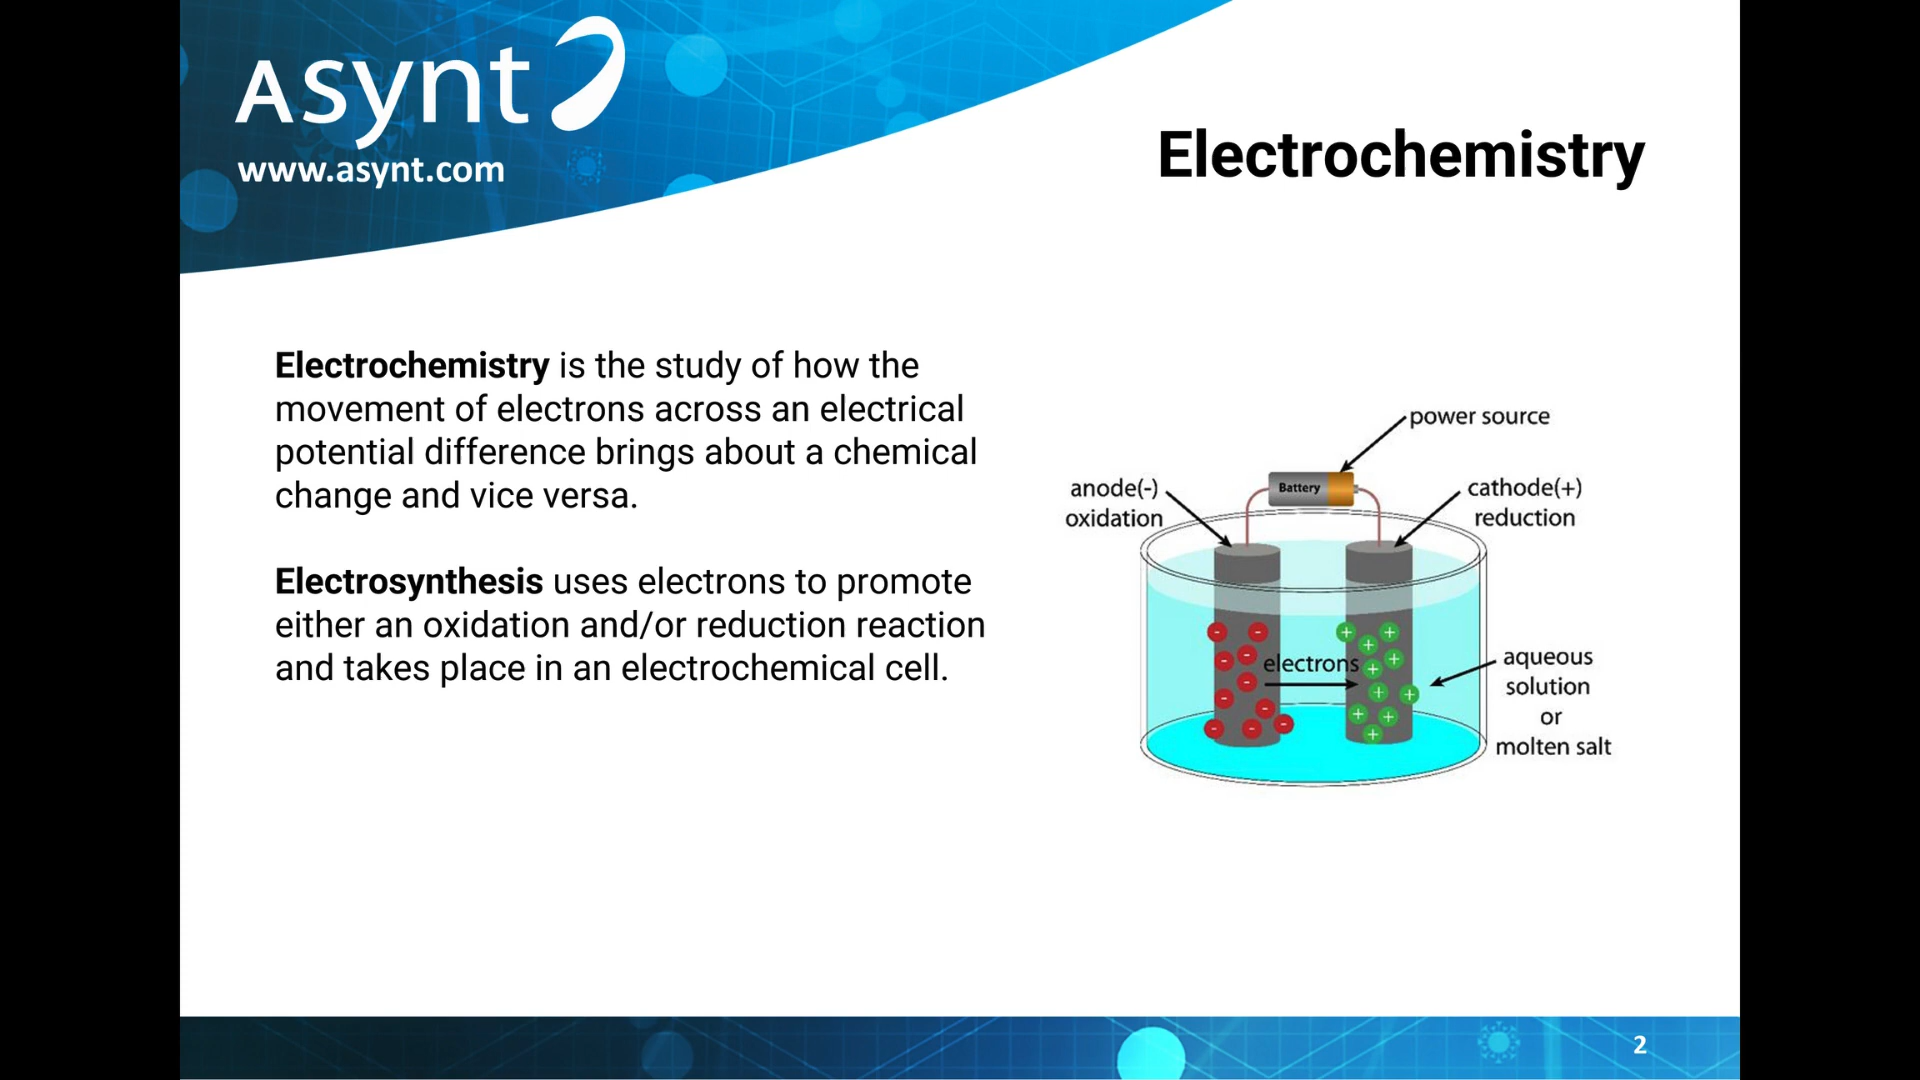 Asynt
www.asynt.com
Electrochemistry
Electrochemistry is the study of how the
movement of electrons across an electrical
potential difference brings about a chemical
change and vice versa.
Electrosynthesis uses electrons to promote
either an oxidation and/or reduction reaction
and takes place in an electrochemical cell.
power source
Battery
anode(-)
oxidation
cathode(+)
reduction
electrons
aqueous
solution
or
molten salt
2